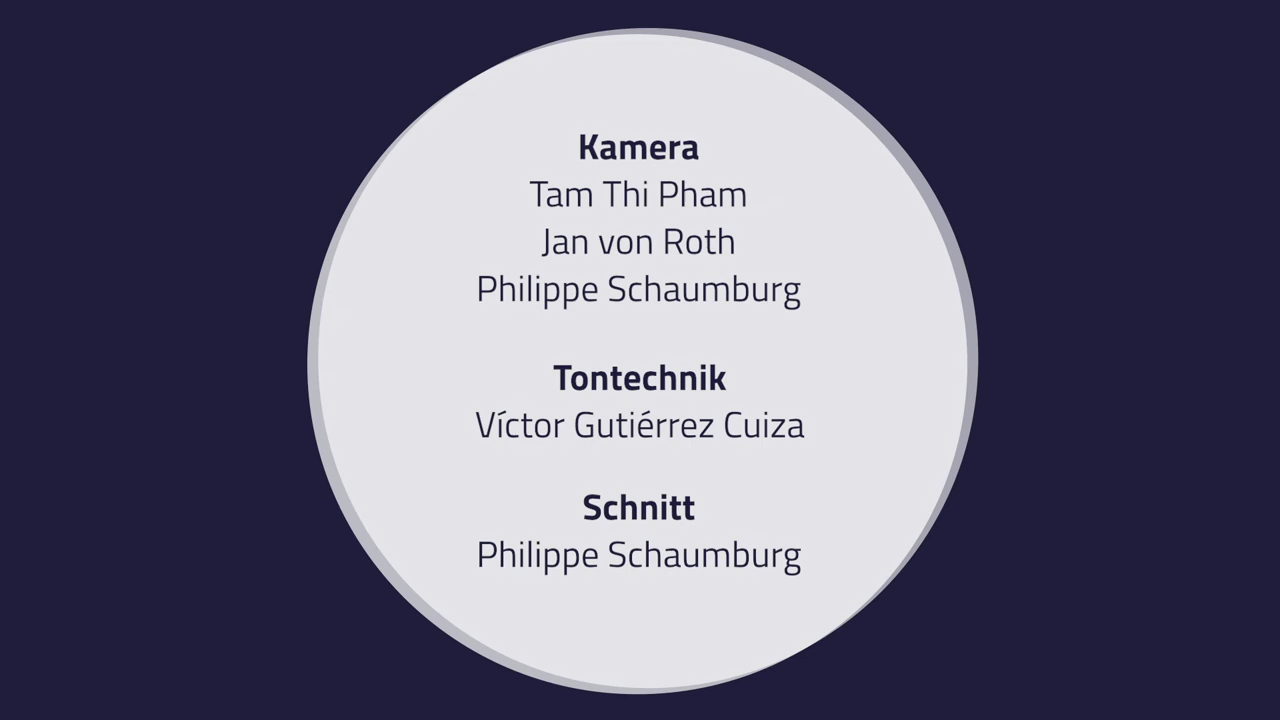 Kamera
Tam Thi Pham
Jan von Roth
Philippe Schaumburg
Tontechnik
Víctor Gutiérrez Cuiza
Schnitt
Philippe Schaumburg